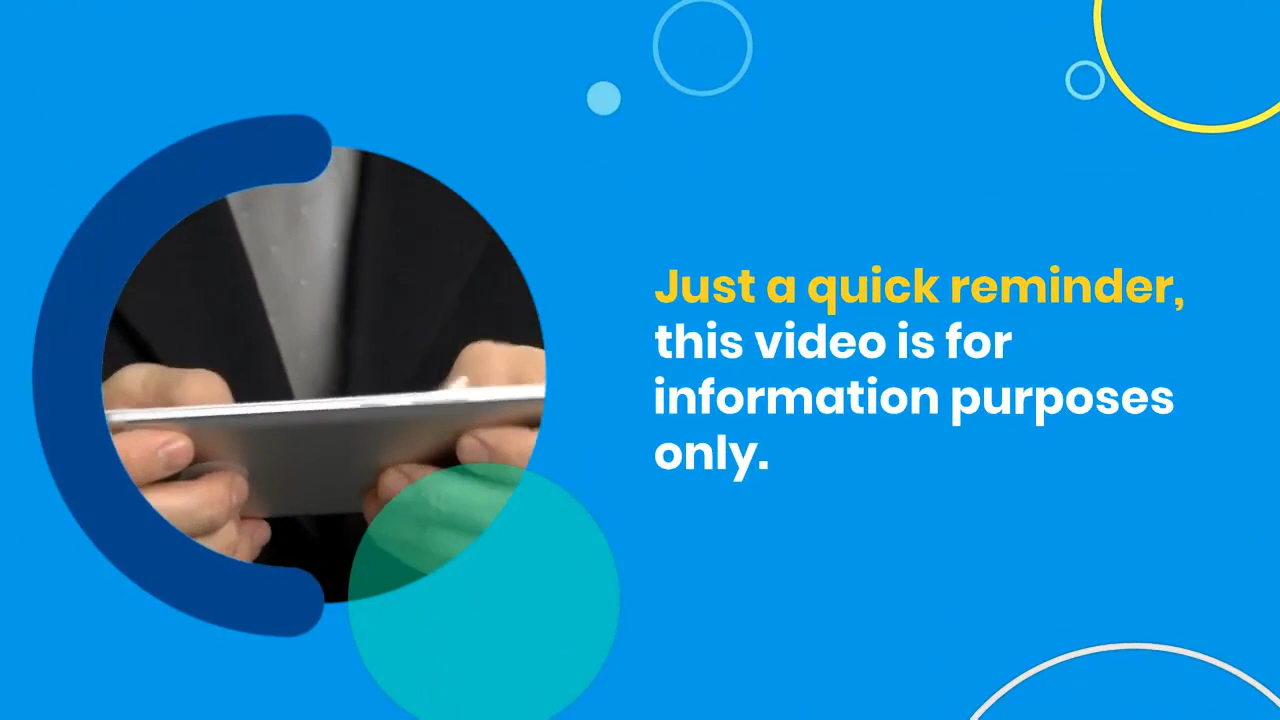 Just a quick reminder,
this video is for
information purposes
only.